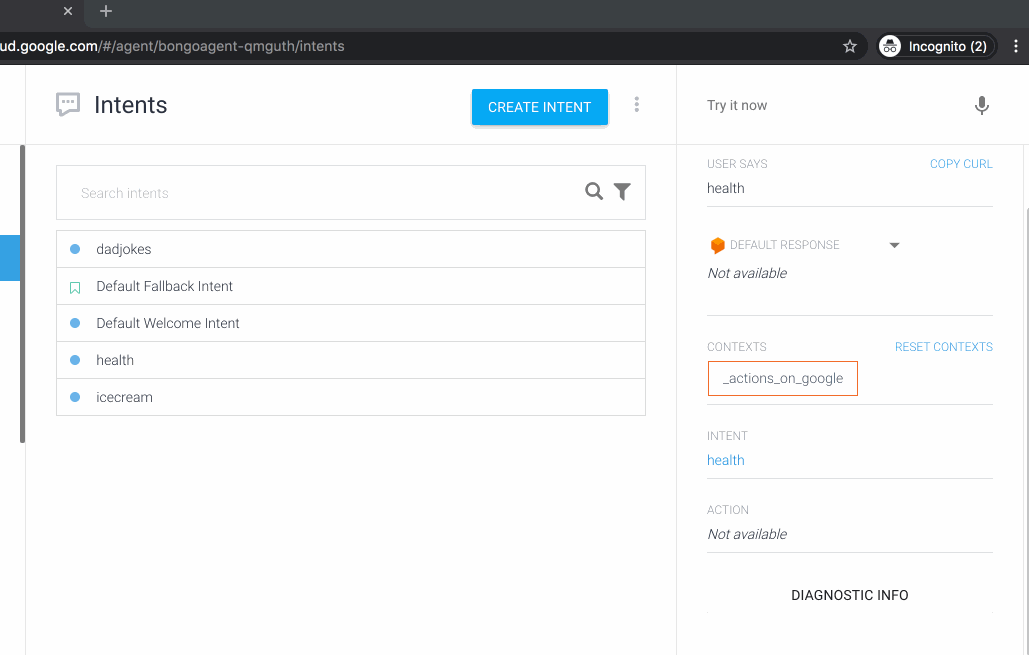 ud.google.com/#/agent/bongoagent-qmguth/intents
Incognito (2)
Intents
CREATE INTENT
Search intents
dadjokes
Default Fallback Intent
Default Welcome Intent
health
icecream
Try it now
USER SAYS
COPY CURL
health
DEFAULT RESPONSE
Not available
CONTEXTS
RESET CONTEXTS
_actions_on_google
INTENT
health
ACTION
Not available
DIAGNOSTIC INFO